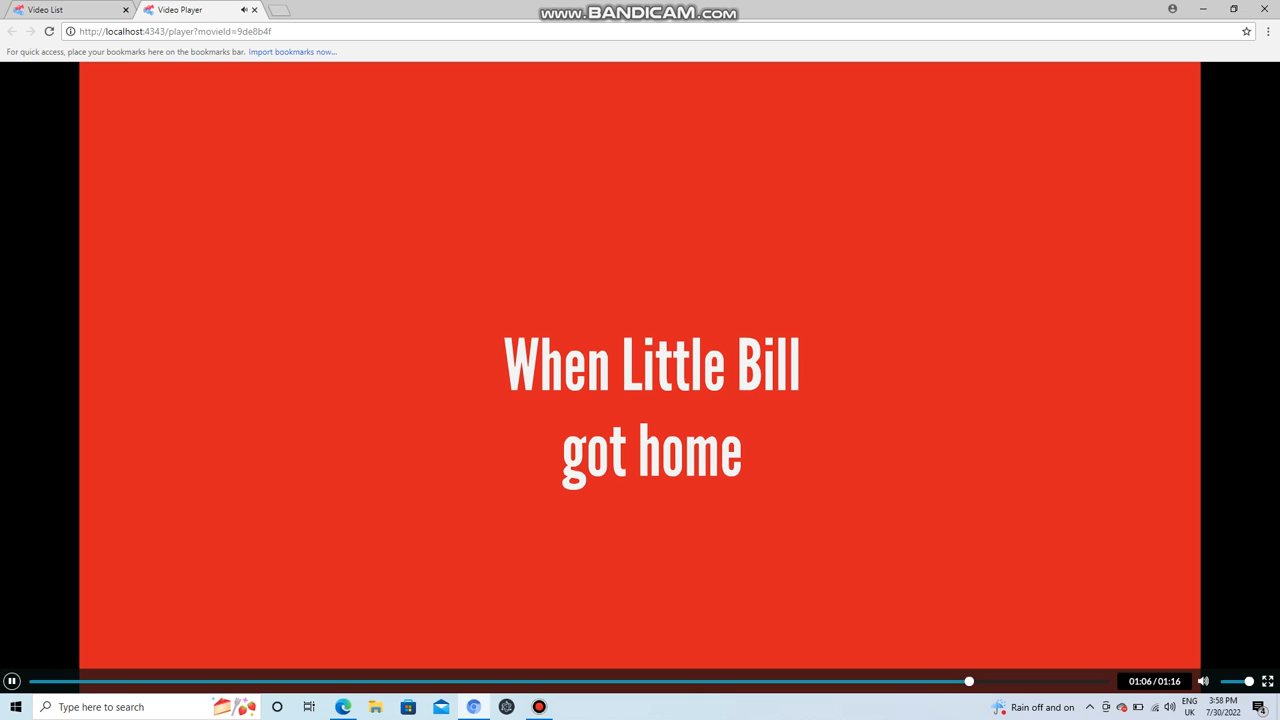 Video List
Video Player
www.BANDICAM.com
http://localhost:4343/player?movieId=9de8b4f
For quick access, place your bookmarks here on the bookmarks bar. Import bookmarks now...
When Little Bill
got home
01:06 / 01:16
Type here to search
Rain off and on
ENG
UK
3:58 PM
7/30/2022
4